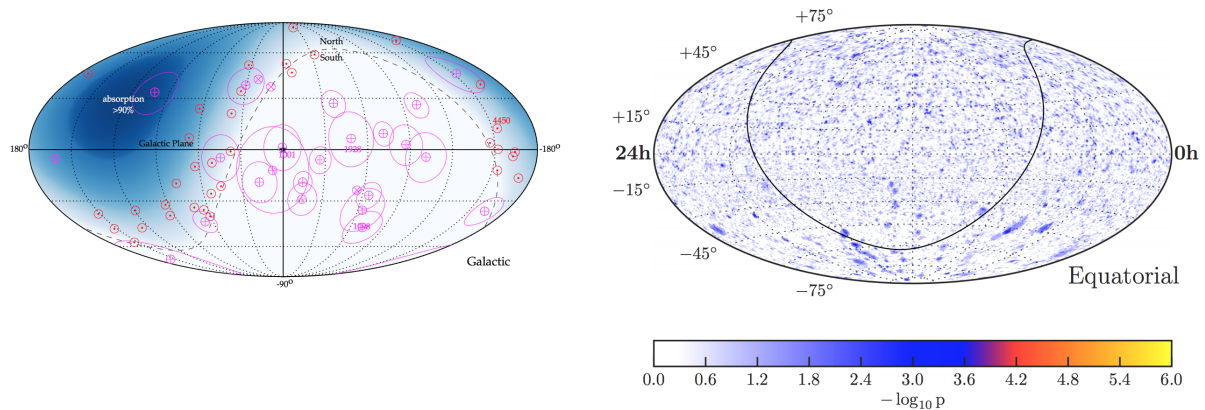 North
South
absorption
>90%
4450
Galactic Plane
180°
-180°
1001
1928
Galactic
-90°
+75°
+45°
+15°
24h
0h
−15°
−45°
−75°
Equatorial
0.0 0.6 1.2 1.8 2.4 3.0 3.6 4.2 4.8 5.4 6.0
− log10 p